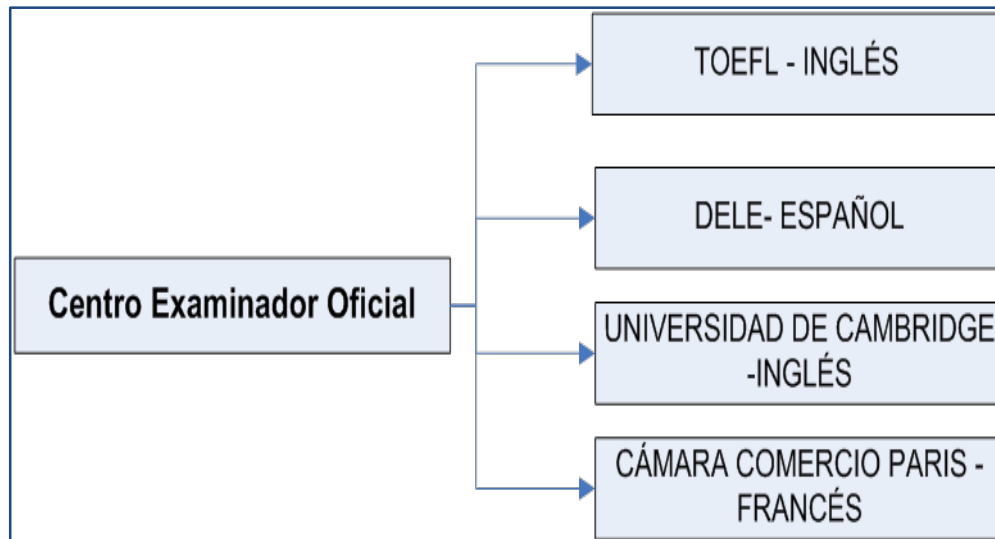 TOEFL - INGLÉS
DELE- ESPAÑOL
Centro Examinador Oficial
UNIVERSIDAD DE CAMBRIDGE
-INGLÉS
CÁMARA COMERCIO PARIS -
FRANCÉS